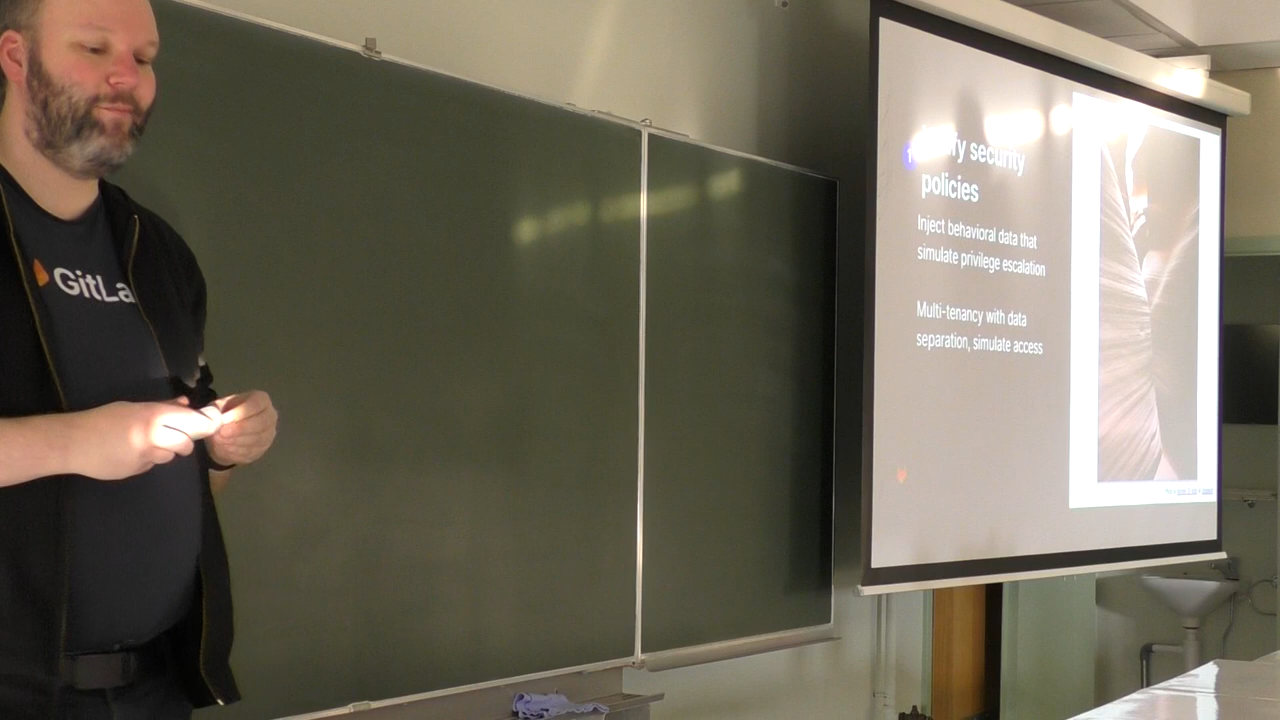 GitLa
security
policies
Inject behavioral data that
simulate privilege escalation
Multi-tenancy with data
separation, simulate access